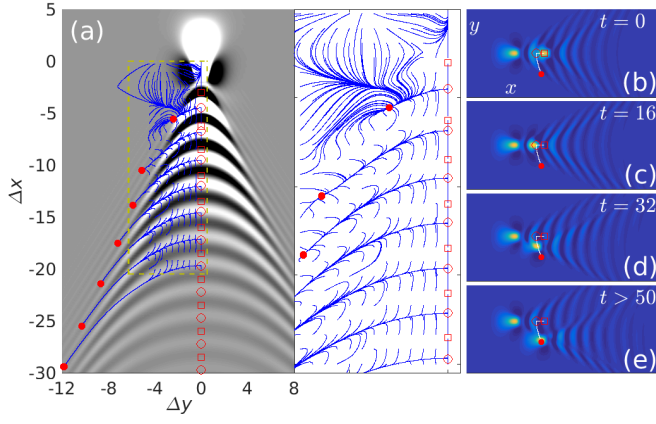 5
(a)
0
-5
-10
-15
-20
-25
-30
Δx
-12
-8
-4
0
4
8
Δy
y
t = 0
x
(b)
t = 16
(c)
t = 32
(d)
t > 50
(e)